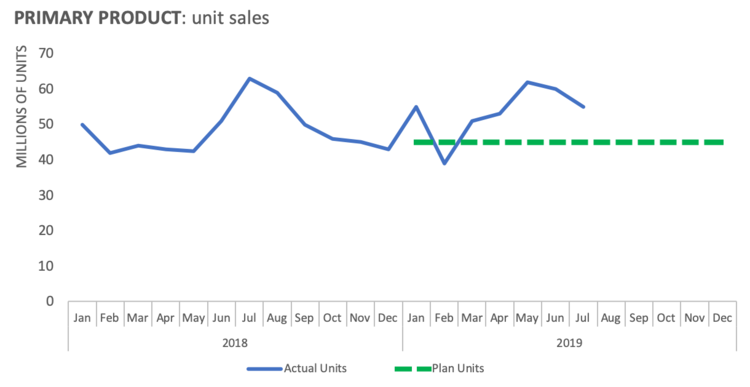 PRIMARY PRODUCT: unit sales
MILLIONS OF UNITS
70
60
50
40
30
20
10
0
Jan Feb Mar Apr May Jun Jul Aug Sep Oct Nov Dec Jan Feb Mar Apr May Jun Jul Aug Sep Oct Nov Dec
2018 2019
Actual Units Plan Units